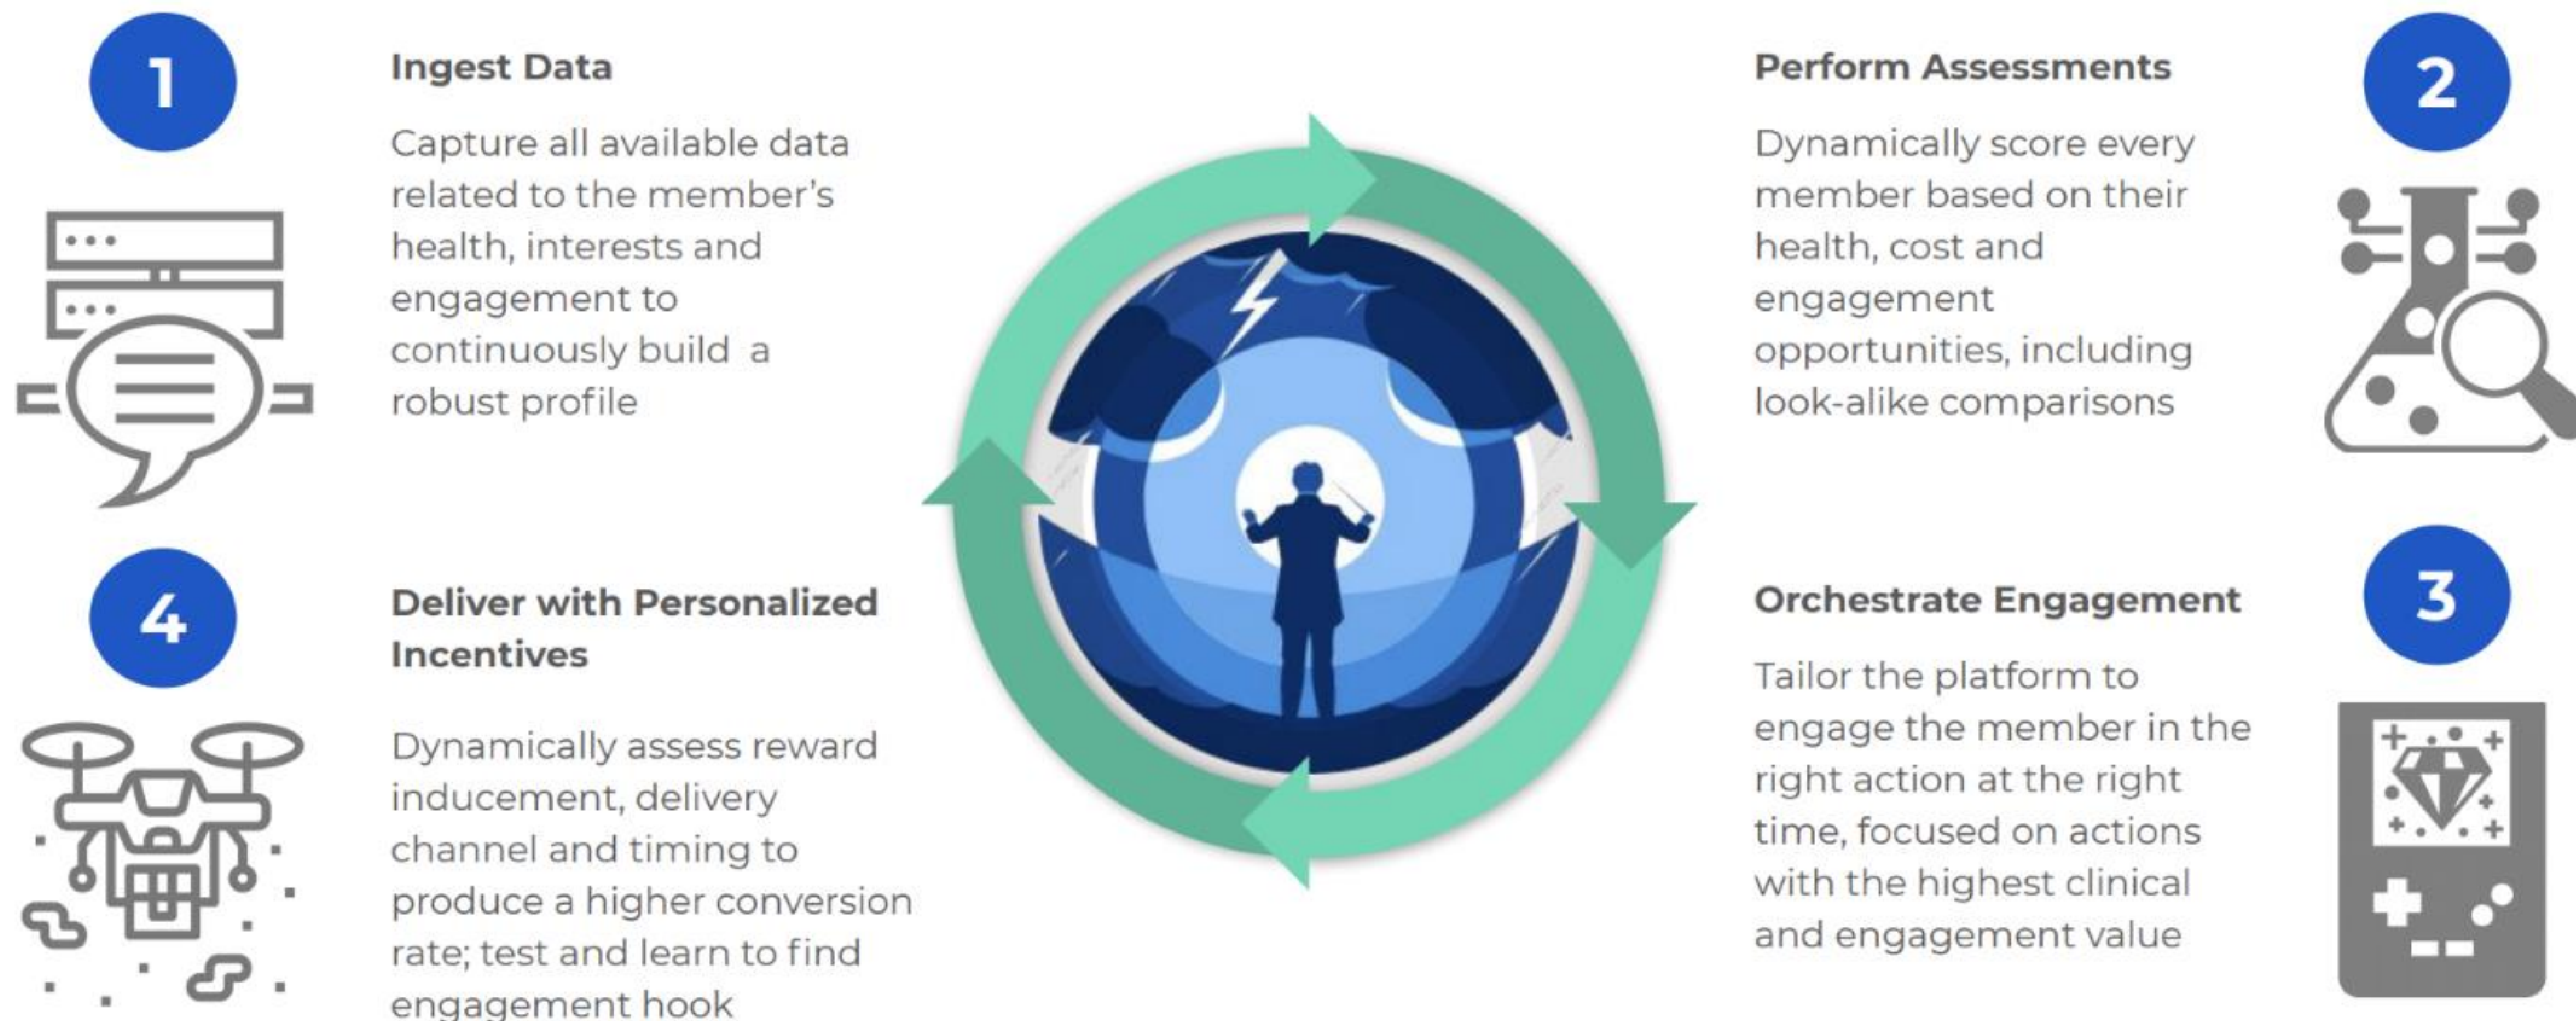 1
Ingest Data
Capture all available data
related to the member's
health, interests and
engagement to
continuously build a
robust profile
2
Perform Assessments
Dynamically score every
member based on their
health, cost and
engagement
opportunities, including
look-alike comparisons
3
Orchestrate Engagement
Tailor the platform to
engage the member in the
right action at the right
time, focused on actions
with the highest clinical
and engagement value
4
Deliver with Personalized
Incentives
Dynamically assess reward
inducement, delivery
channel and timing to
produce a higher conversion
rate; test and learn to find
engagement hook